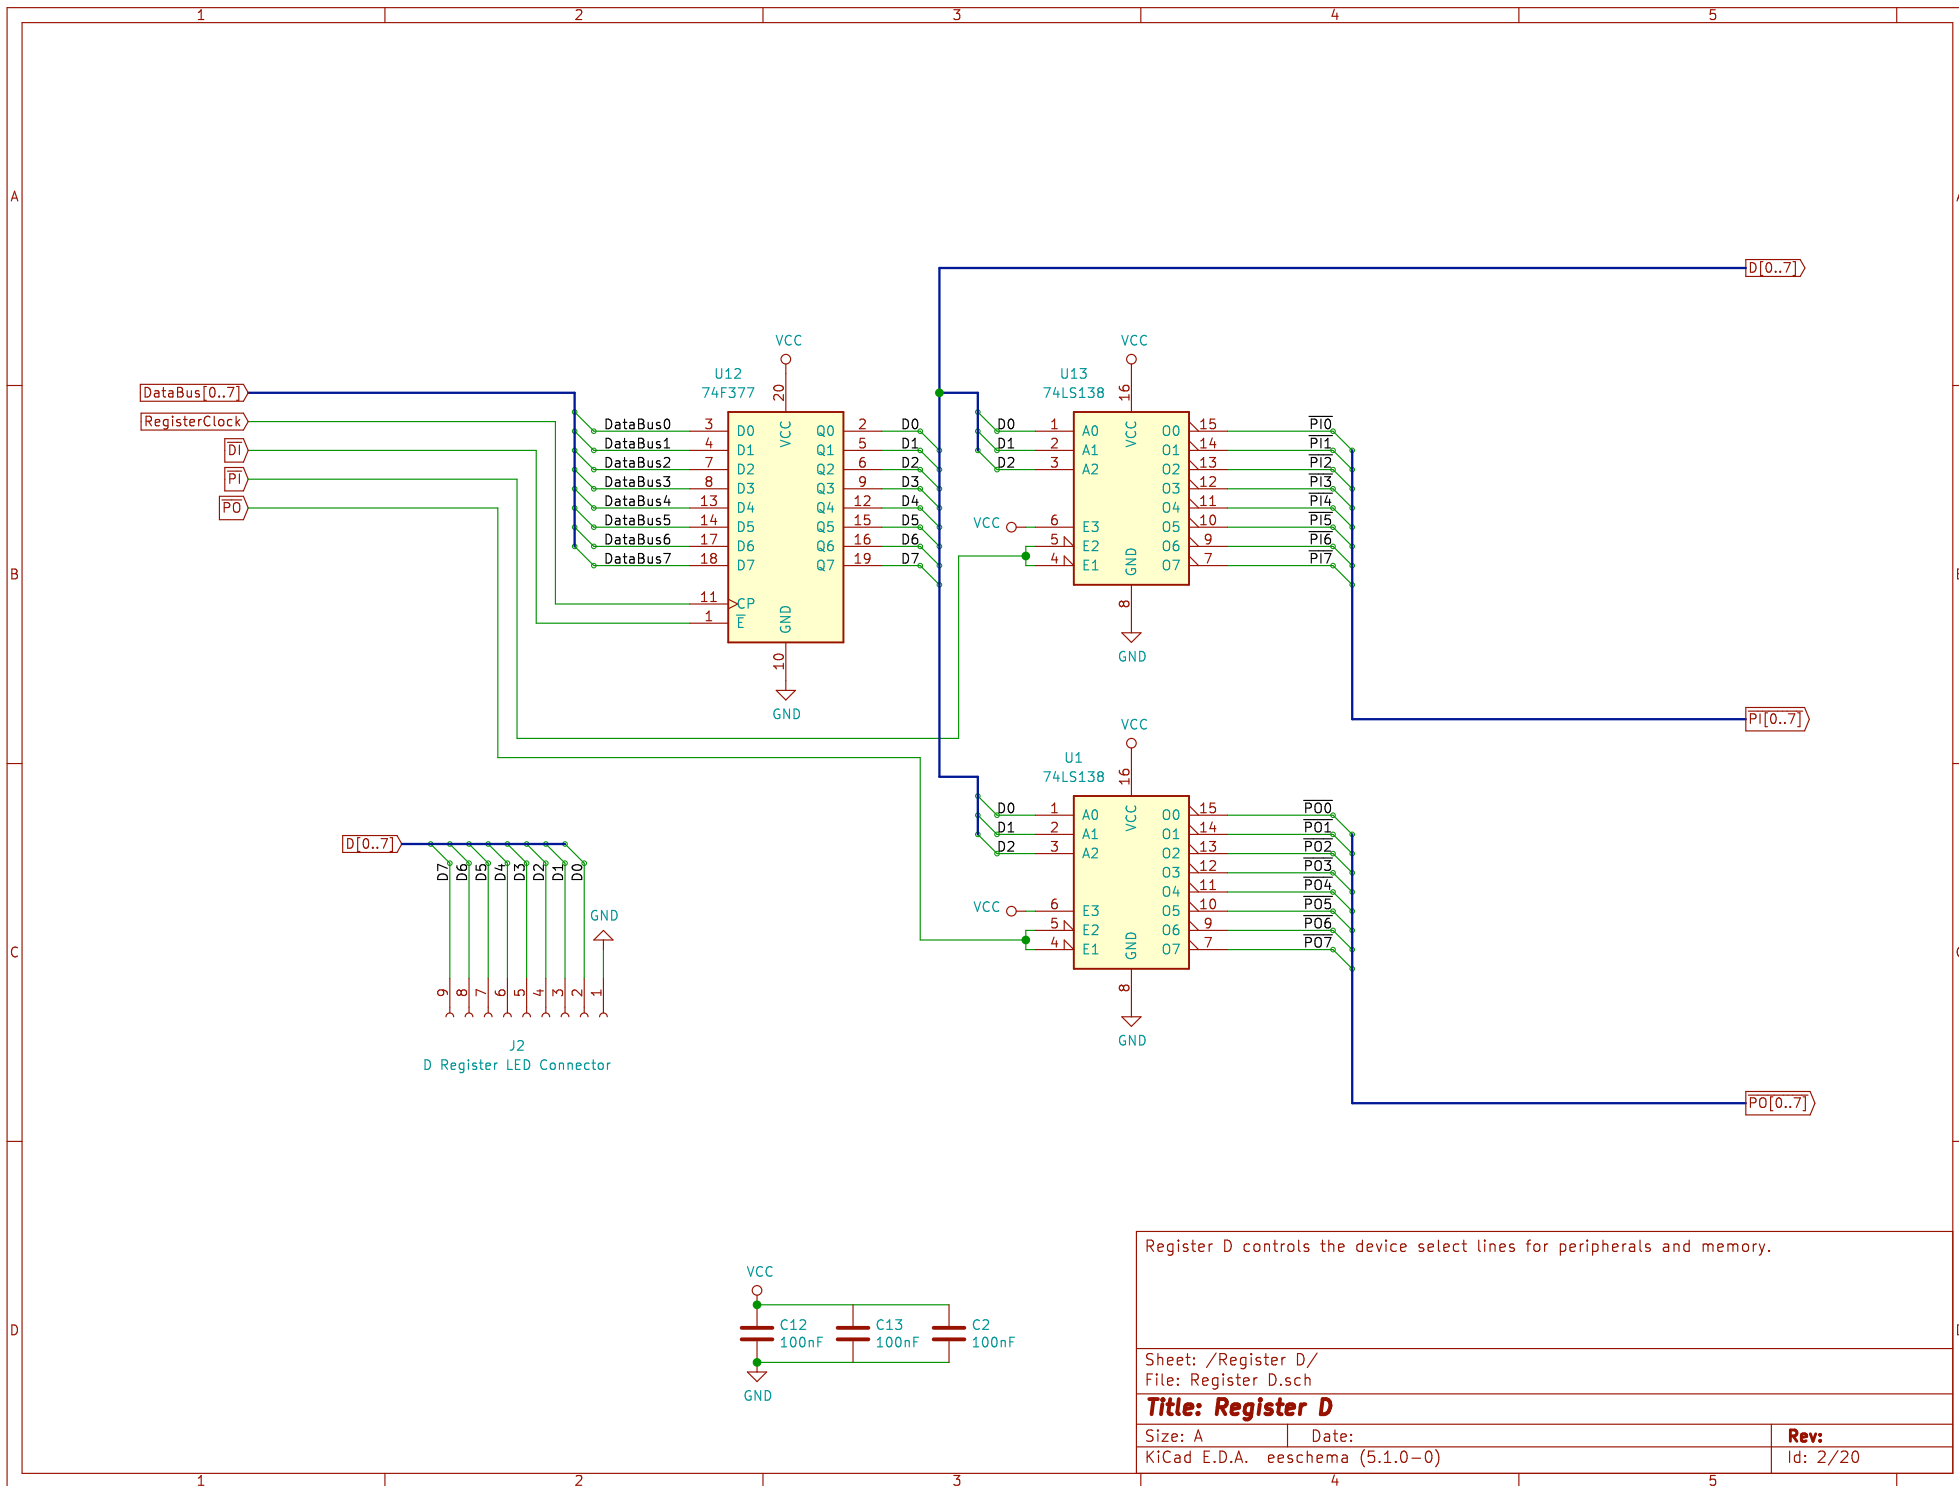 1 2 3 4 5
A
B
C
D
D[0..7]
DataBus[0..7]
RegisterClock
DI
PI
PO
VCC
U12
74F377
20
VCC
GND
DataBus0 3 D0 Q0 2 D0
DataBus1 4 D1 Q1 5 D1
DataBus2 7 D2 Q2 6 D2
DataBus3 8 D3 Q3 9 D3
DataBus4 13 D4 Q4 12 D4
DataBus5 14 D5 Q5 15 D5
DataBus6 17 D6 Q6 16 D6
DataBus7 18 D7 Q7 19 D7
11 CP
1 E
10
GND
VCC
U13
74LS138
16
VCC
GND
D0 1 A0 O0 15 PI0
D1 2 A1 O1 14 PI1
D2 3 A2 O2 13 PI2
O3 12 PI3
O4 11 PI4
VCC 6 E3 O5 10 PI5
5 E2 O6 9 PI6
4 E1 O7 7 PI7
8
GND
PI[0..7]
VCC
U1
74LS138
16
VCC
GND
D0 1 A0 O0 15 PO0
D1 2 A1 O1 14 PO1
D2 3 A2 O2 13 PO2
O3 12 PO3
O4 11 PO4
VCC 6 E3 O5 10 PO5
5 E2 O6 9 PO6
4 E1 O7 7 PO7
8
GND
PO[0..7]
D[0..7]
D7 D6 D5 D4 D3 D2 D1 D0
GND
9 8 7 6 5 4 3 2 1
J2
D Register LED Connector
VCC
C12 C13 C2
100nF 100nF 100nF
GND
Register D controls the device select lines for peripherals and memory.
Sheet: /Register D/
File: Register D.sch
Title: Register D
Size: A Date: Rev:
KiCad E.D.A. eeschema (5.1.0-0) Id: 2/20
1 2 3 4 5